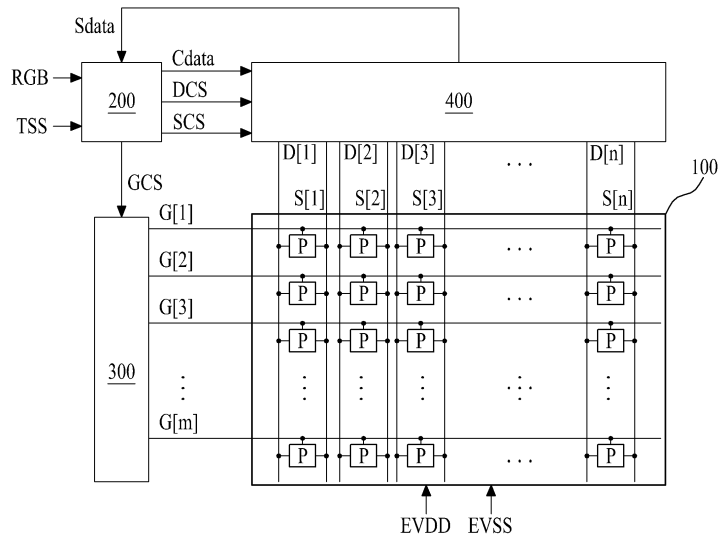 Sdata
RGB
Cdata
200
DCS
400
TSS
SCS
D[1] D[2] D[3] ... D[n]
GCS
100
S[1] S[2] S[3] S[n]
G[1]
P P P ... P
G[2]
P P P ... P
G[3]
P P P P
300
G[m]
P P P ... P
EVDD EVSS